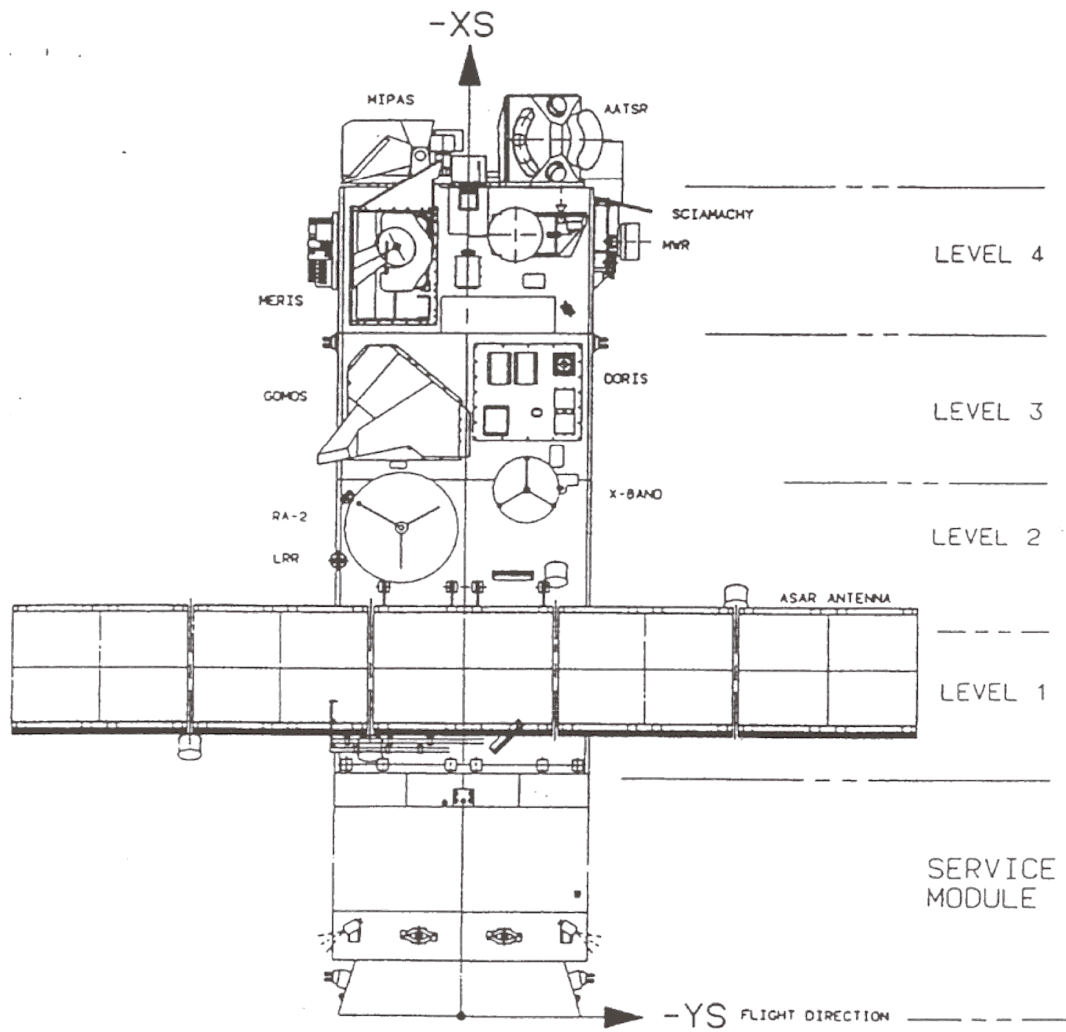 -XS
MIPAS
AATSR
SCIAMACHY
MWR
LEVEL 4
MERIS
GOMOS
DORIS
LEVEL 3
X-BAND
RA-2
LEVEL 2
LRR
ASAR ANTENNA
LEVEL 1
SERVICE
MODULE
-YS FLIGHT DIRECTION